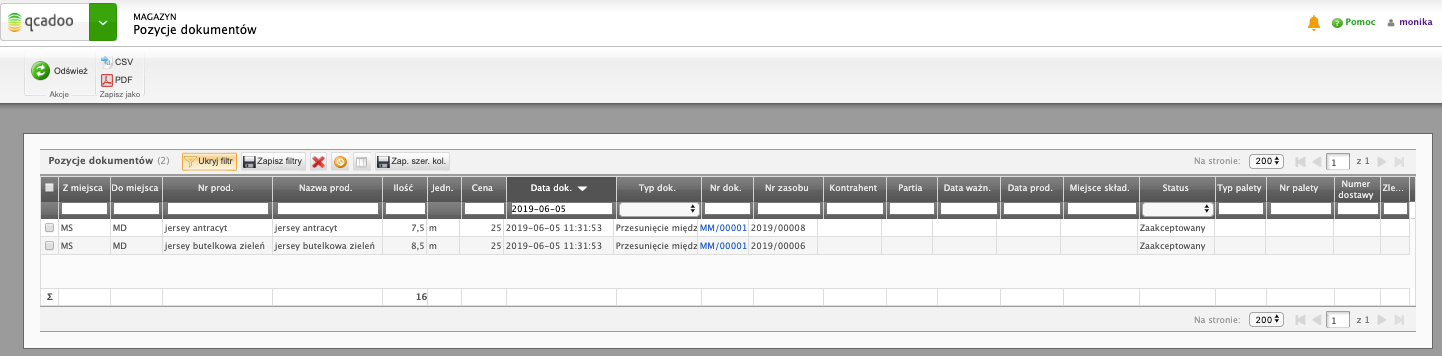 qcadoo
MAGAZYN
Pozycje dokumentów
Pomoc
monika
Odśwież
CSV
PDF
Akcje
Zapisz jako
Pozycje dokumentów (2)
Ukryj filtr
Zapisz filtry
Zap. szer. kol.
Na stronie: 200 1 z 1
Z miejsca Do miejsca Nr prod. Nazwa prod. Ilość Jedn. Cena Data dok. Typ dok. Nr dok. Nr zasobu Kontrahent Partia Data ważn. Data prod. Miejsce skład. Status Typ palety Nr palety Numer dostawy Zle...
2019-06-05
MS MD jersey antracyt jersey antracyt 7,5 m 25 2019-06-05 11:31:53 Przesunięcie międz MM/00001 2019/00008 Zaakceptowany
MS MD jersey butelkowa zieleń jersey butelkowa zieleń 8,5 m 25 2019-06-05 11:31:53 Przesunięcie międz MM/00001 2019/00006 Zaakceptowany
Σ 16
Na stronie: 200 1 z 1